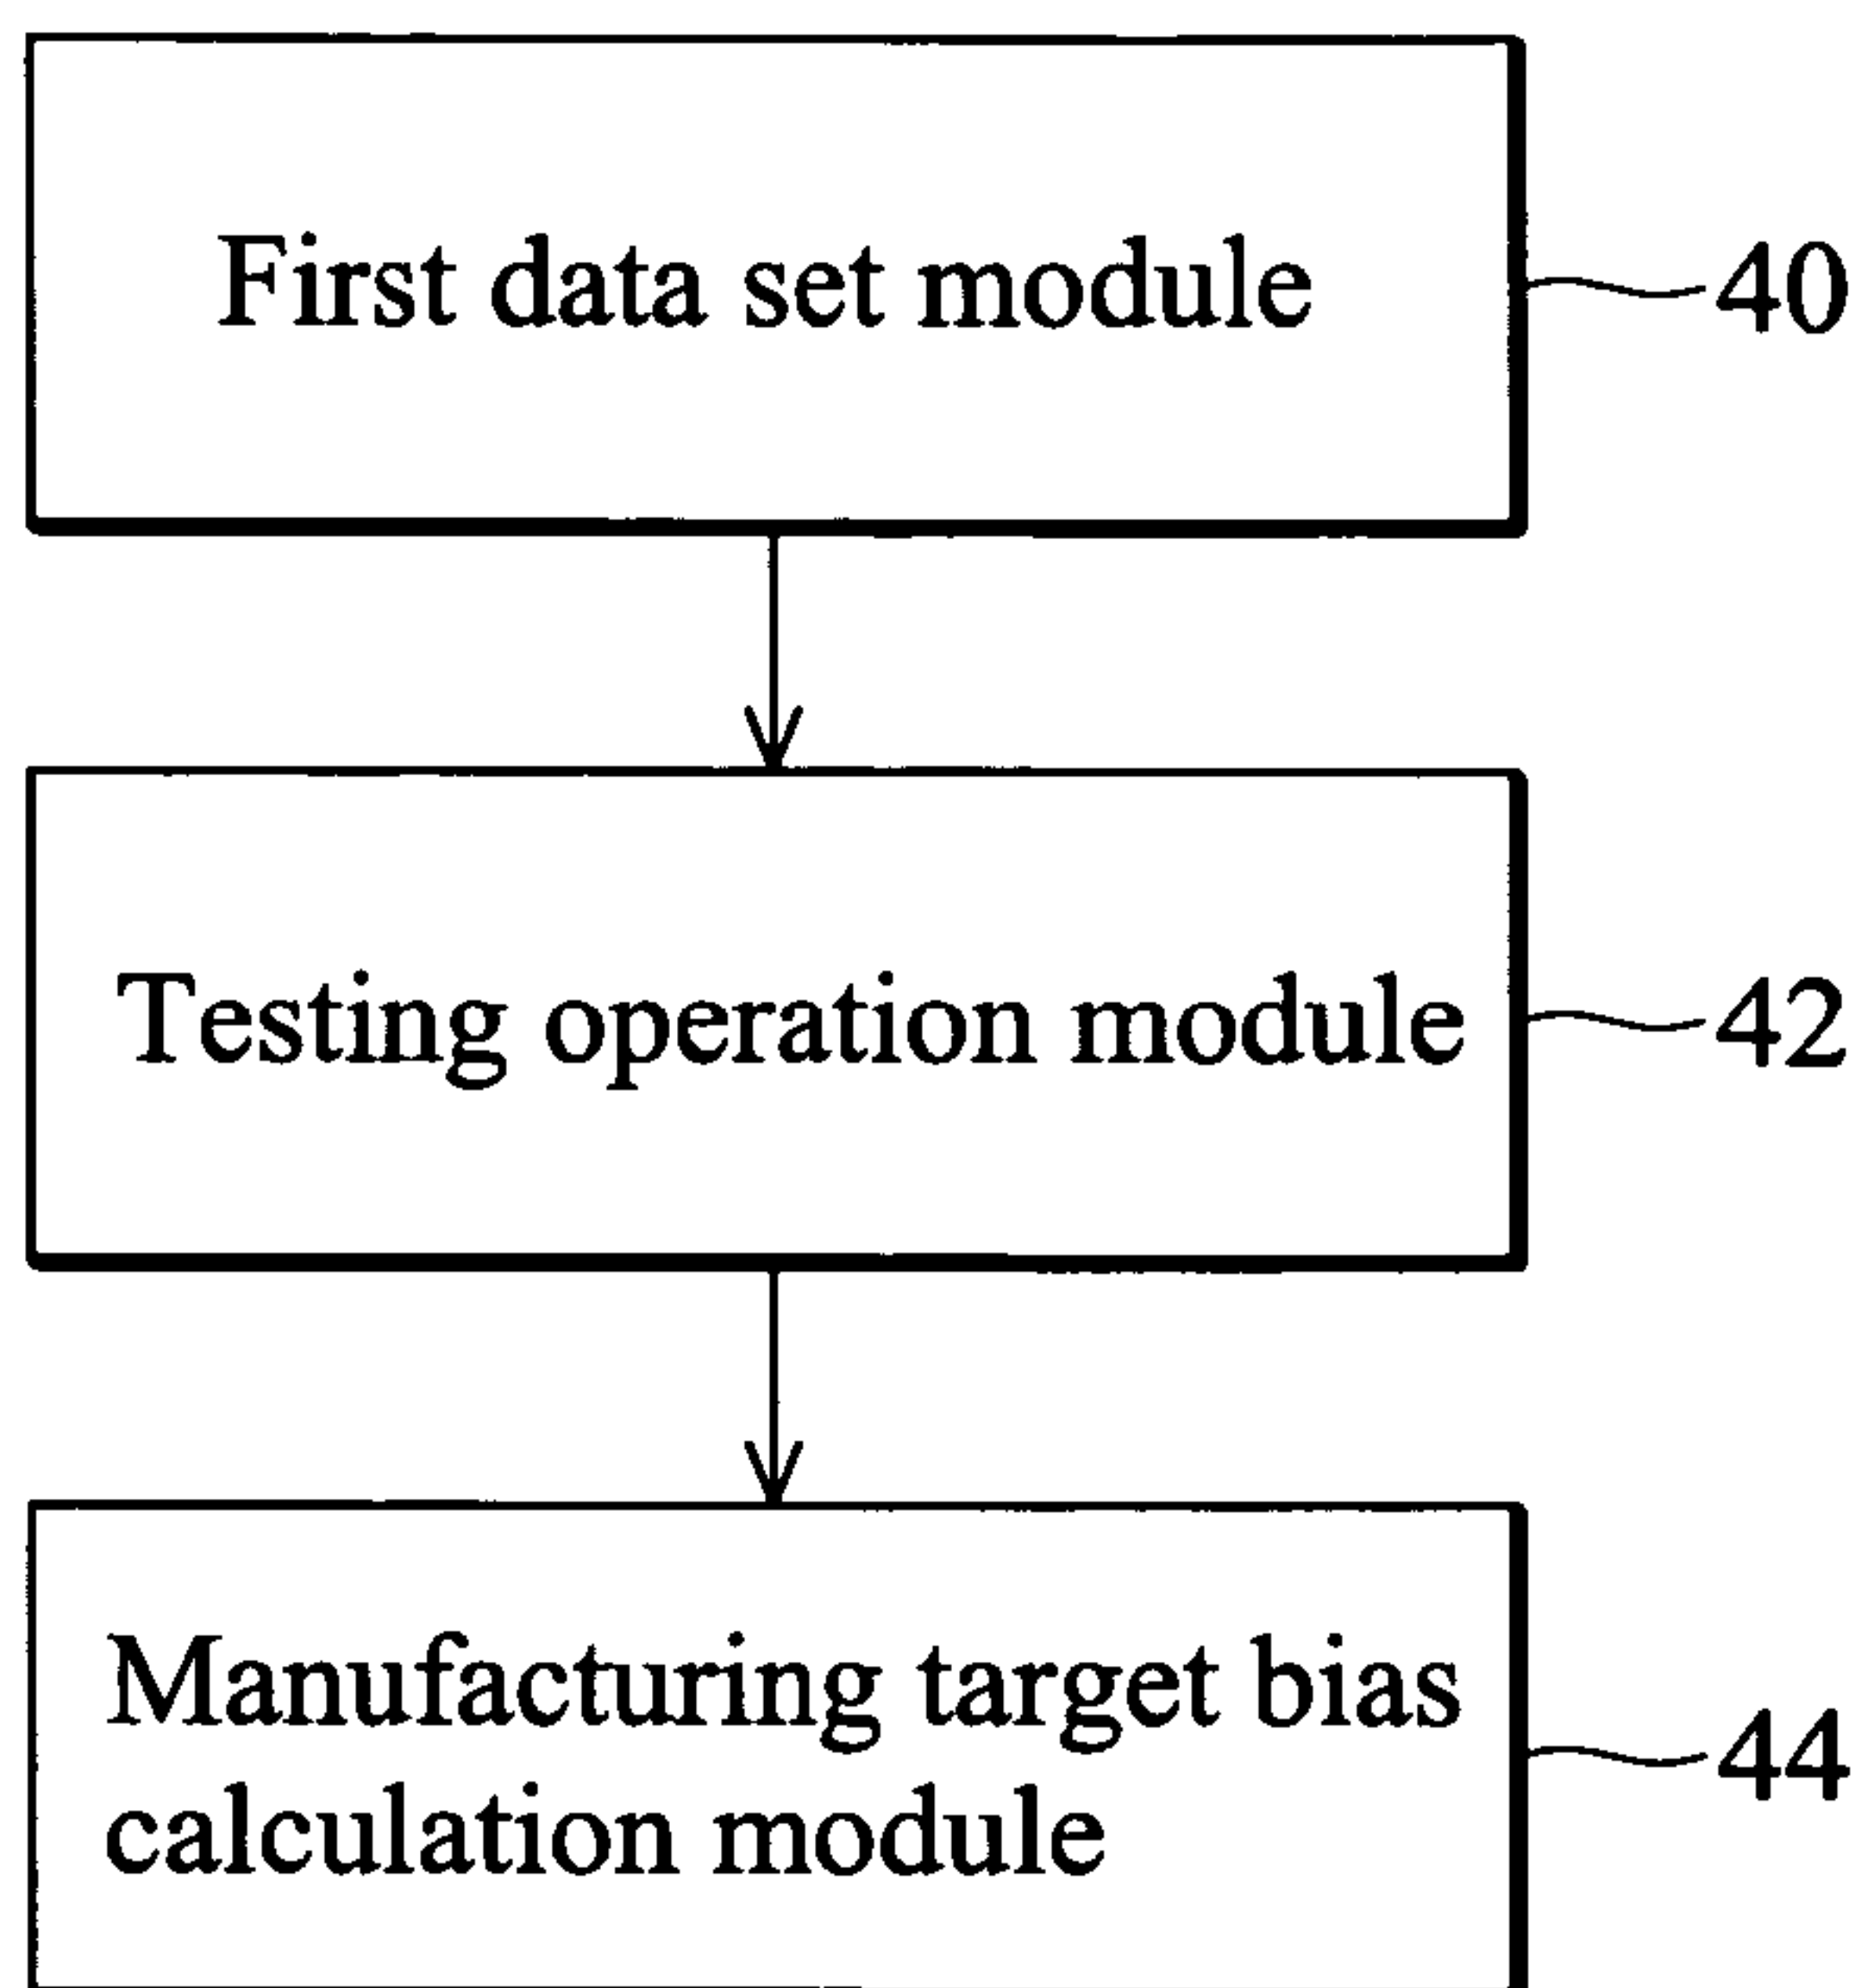 First data set module
40
Testing operation module
42
Manufacturing target bias
calculation module
44